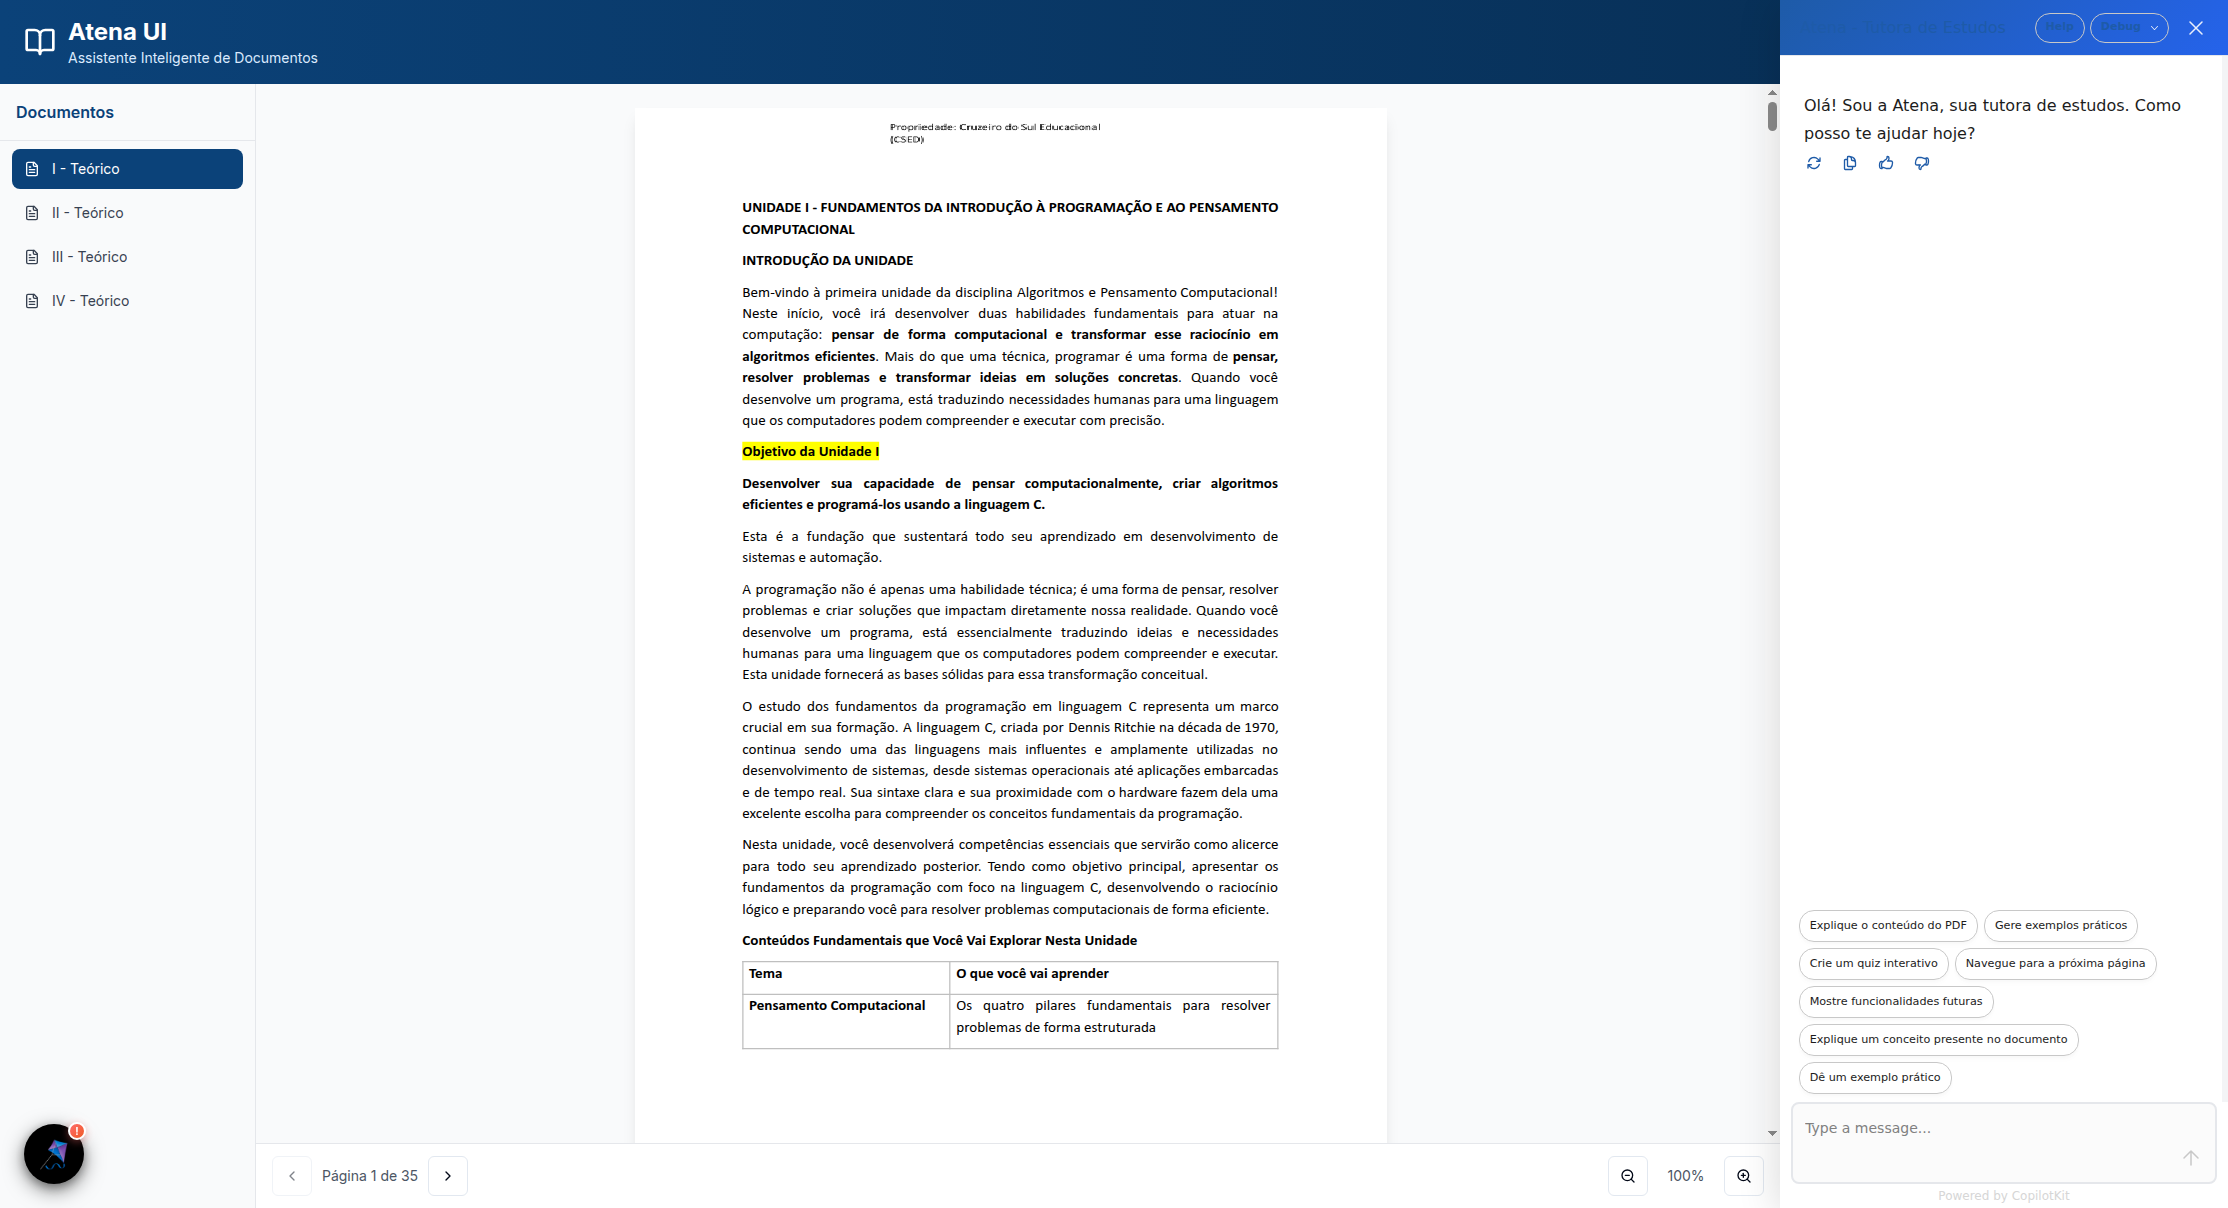 Atena UI
Assistente Inteligente de Documentos
Documentos
I - Teórico
II - Teórico
III - Teórico
IV - Teórico
Propriedade: Cruzeiro do Sul Educacional
(CSED)
UNIDADE I - FUNDAMENTOS DA INTRODUÇÃO À PROGRAMAÇÃO E AO PENSAMENTO
COMPUTACIONAL
INTRODUÇÃO DA UNIDADE
Bem-vindo à primeira unidade da disciplina Algoritmos e Pensamento Computacional!
Neste início, você irá desenvolver duas habilidades fundamentais para atuar na
computação: pensar de forma computacional e transformar esse raciocínio em
algoritmos eficientes. Mais do que uma técnica, programar é uma forma de pensar,
resolver problemas e transformar ideias em soluções concretas. Quando você
desenvolve um programa, está traduzindo necessidades humanas para uma linguagem
que os computadores podem compreender e executar com precisão.
Objetivo da Unidade I
Desenvolver sua capacidade de pensar computacionalmente, criar algoritmos
eficientes e programá-los usando a linguagem C.
Esta é a fundação que sustentará todo seu aprendizado em desenvolvimento de
sistemas e automação.
A programação não é apenas uma habilidade técnica; é uma forma de pensar, resolver
problemas e criar soluções que impactam diretamente nossa realidade. Quando você
desenvolve um programa, está essencialmente traduzindo ideias e necessidades
humanas para uma linguagem que os computadores podem compreender e executar.
Esta unidade fornecerá as bases sólidas para essa transformação conceitual.
O estudo dos fundamentos da programação em linguagem C representa um marco
crucial em sua formação. A linguagem C, criada por Dennis Ritchie na década de 1970,
continua sendo uma das linguagens mais influentes e amplamente utilizadas no
desenvolvimento de sistemas, desde sistemas operacionais até aplicações embarcadas
e de tempo real. Sua sintaxe clara e sua proximidade com o hardware fazem dela uma
excelente escolha para compreender os conceitos fundamentais da programação.
Nesta unidade, você desenvolverá competências essenciais que servirão como alicerce
para todo seu aprendizado posterior. Tendo como objetivo principal, apresentar os
fundamentos da programação com foco na linguagem C, desenvolvendo o raciocínio
lógico e preparando você para resolver problemas computacionais de forma eficiente.
Conteúdos Fundamentais que Você Vai Explorar Nesta Unidade
Tema
O que você vai aprender
Pensamento Computacional
Os quatro pilares fundamentais para resolver
problemas de forma estruturada
Página 1 de 35
100%
de Estudos
Help
Debug
Olá! Sou a Atena, sua tutora de estudos. Como
posso te ajudar hoje?
Explique o conteúdo do PDF
Gere exemplos práticos
Crie um quiz interativo
Navegue para a próxima página
Mostre funcionalidades futuras
Explique um conceito presente no documento
Dê um exemplo prático
Type a message...
Powered by CopilotKit